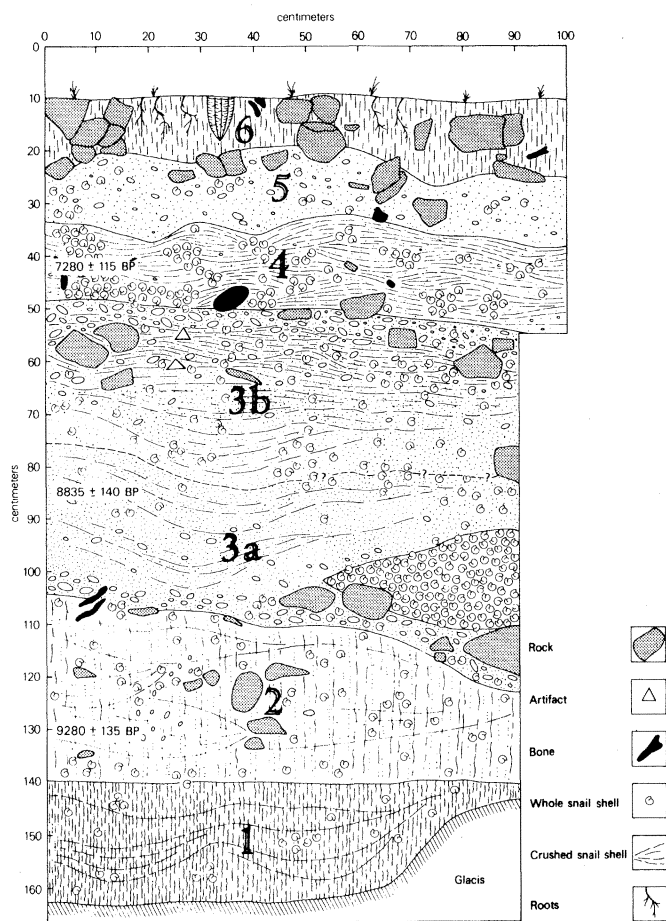 centimeters
0 10 20 30 40 50 60 70 80 90 100
0
10
6
20
5
30
40
4
7280 ± 115 BP
50
60
3b
70
80
? ? ?
8835 ± 140 BP
centimeters
90
3a
100
110
Rock
120
2
Artifact
130
9280 ± 135 BP
Bone
140
Whole snail shell
150
1
Crushed snail shell
Glacis
160
Roots